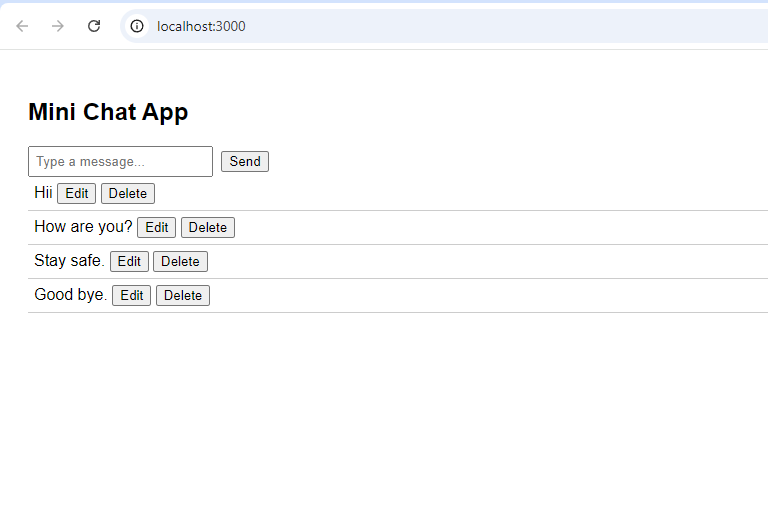 localhost:3000
Mini Chat App
Type a message... Send
Hii Edit Delete
How are you? Edit Delete
Stay safe. Edit Delete
Good bye. Edit Delete